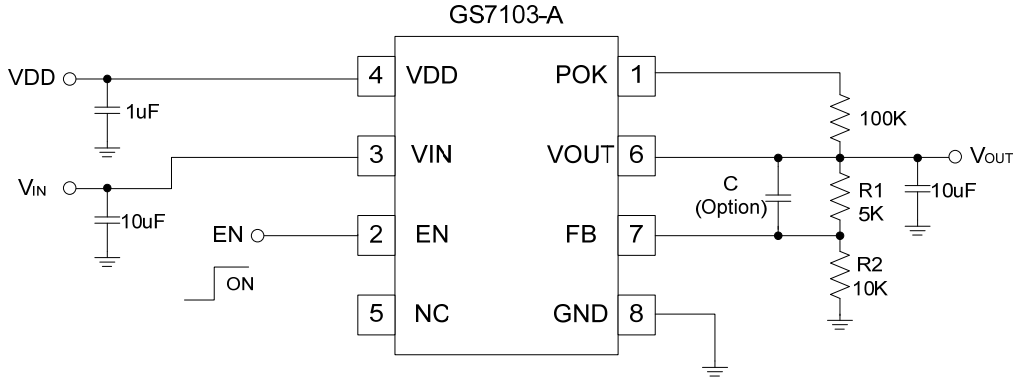 GS7103-A
VDD
4
VDD
POK
1
1uF
100K
VIN
3
VIN
VOUT
6
VOUT
10uF
C
(Option)
R1
5K
10uF
EN
2
EN
FB
7
ON
R2
10K
5
NC
GND
8